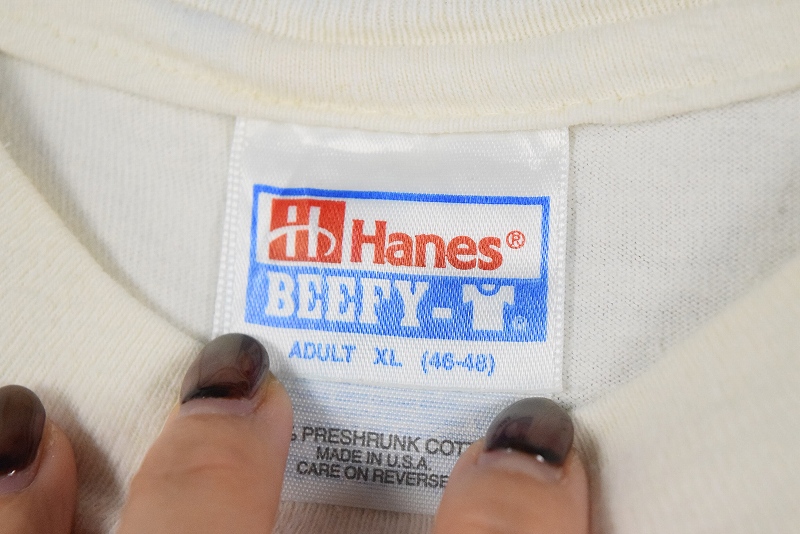 Hanes®
BEEFY-T®
ADULT XL (46-48)
% PRESHRUNK
MADE IN U.S.A.
CARE ON REVERSE